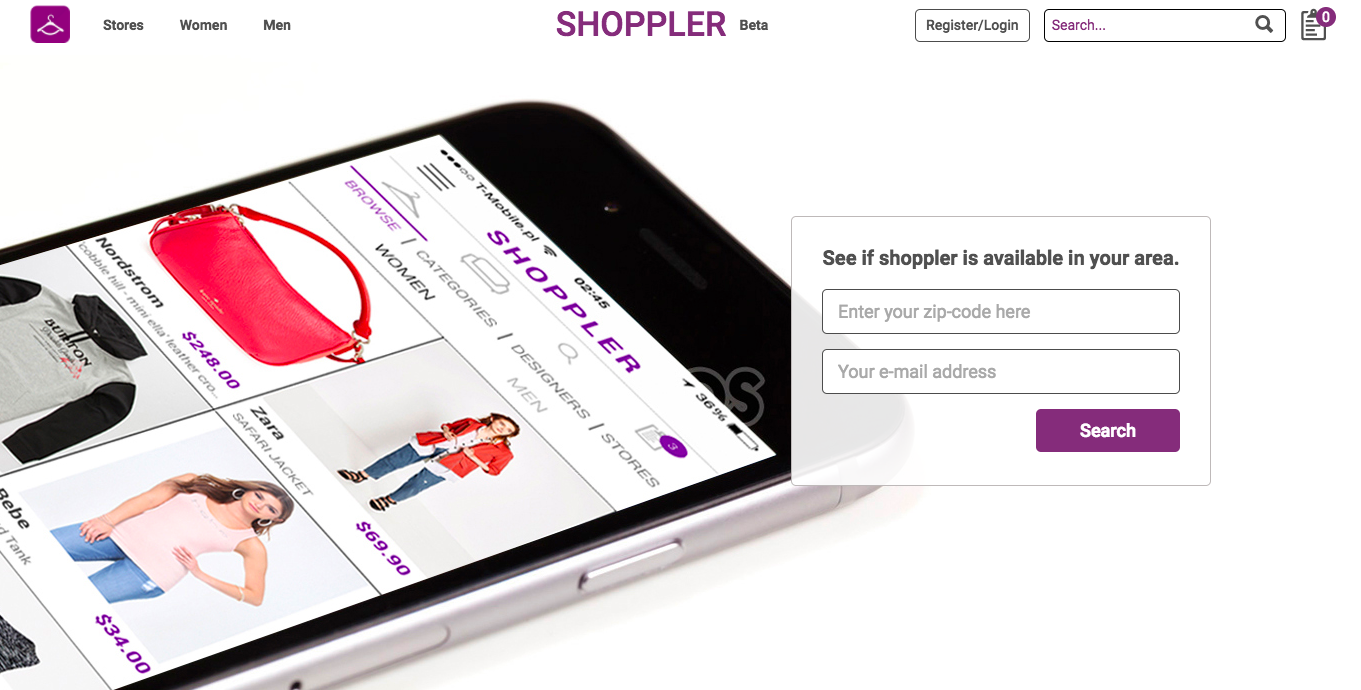 Stores
Women
Men
SHOPPLER
Beta
Register/Login
Search...
0
T-Mobile.pl
02:45
36%
SHOPPLER
3
BROWSE | CATEGORIES | DESIGNERS | STORES
WOMEN
MEN
Nordstrom
cobble hill - mini ella' leather cro...
$248.00
BURTON
Zara
SAFARI JACKET
$69.90
Bebe
d Tank
$34.00
See if shoppler is available in your area.
Enter your zip-code here
Your e-mail address
Search